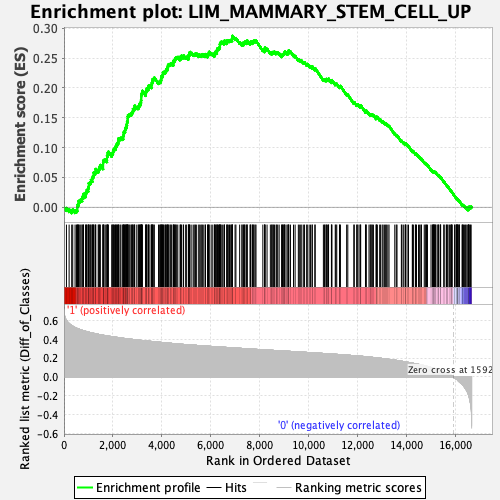 Enrichment plot: LIM_MAMMARY_STEM_CELL_UP
Enrichment score (ES)
0.30
0.25
0.20
0.15
0.10
0.05
0.00
Ranked list metric (Diff_of_Classes)
'1' (positively correlated)
0.6
0.4
0.2
0.0
-0.2
-0.4
-0.6
Zero cross at 1592
'0' (negatively correlated)
0
2,000
4,000
6,000
8,000
10,000
12,000
14,000
16,000
Rank in Ordered Dataset
Enrichment profile
Hits
Ranking metric scores